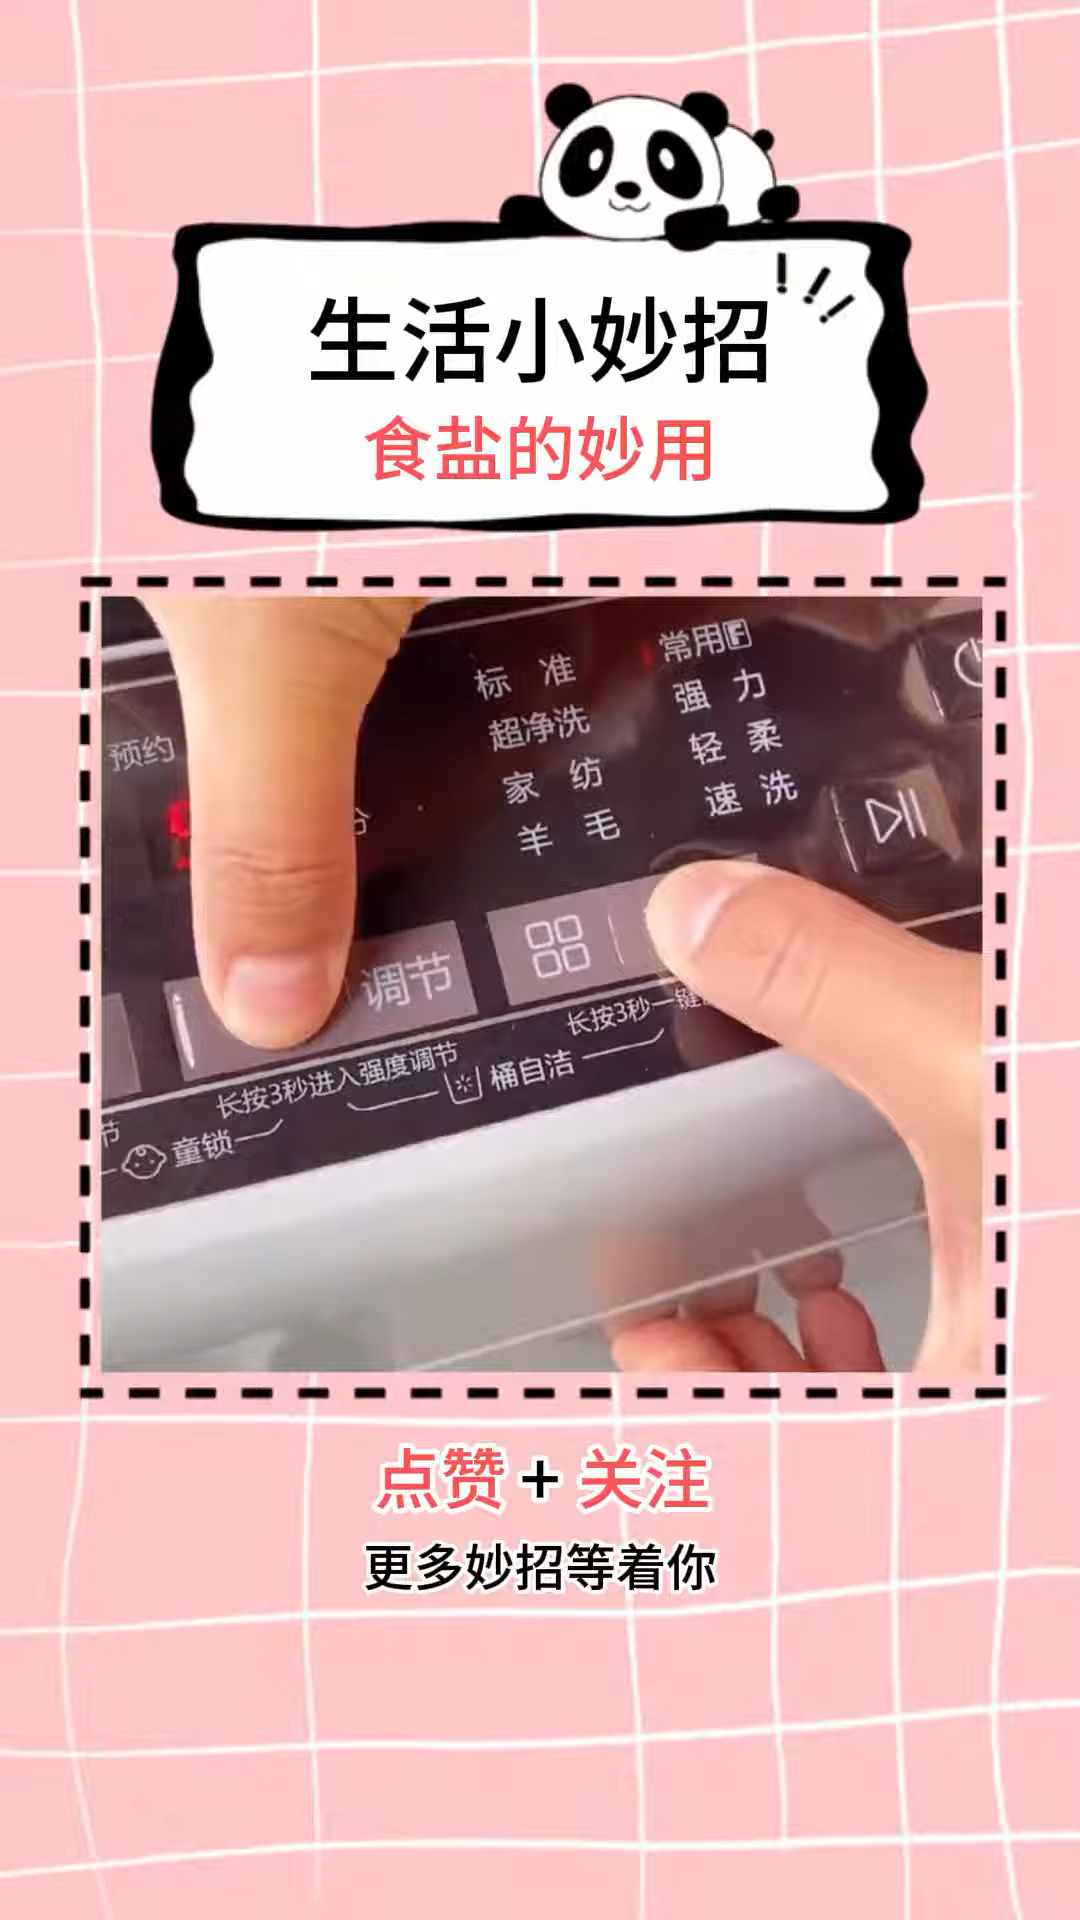 生活小妙招
食盐的妙用
预约
标准
常用
超净洗
强力
家纺
轻柔
羊毛
速洗
调节
长按3秒一键
长按3秒进入强度调节
桶自洁
节
童锁
点赞+关注
更多妙招等着你